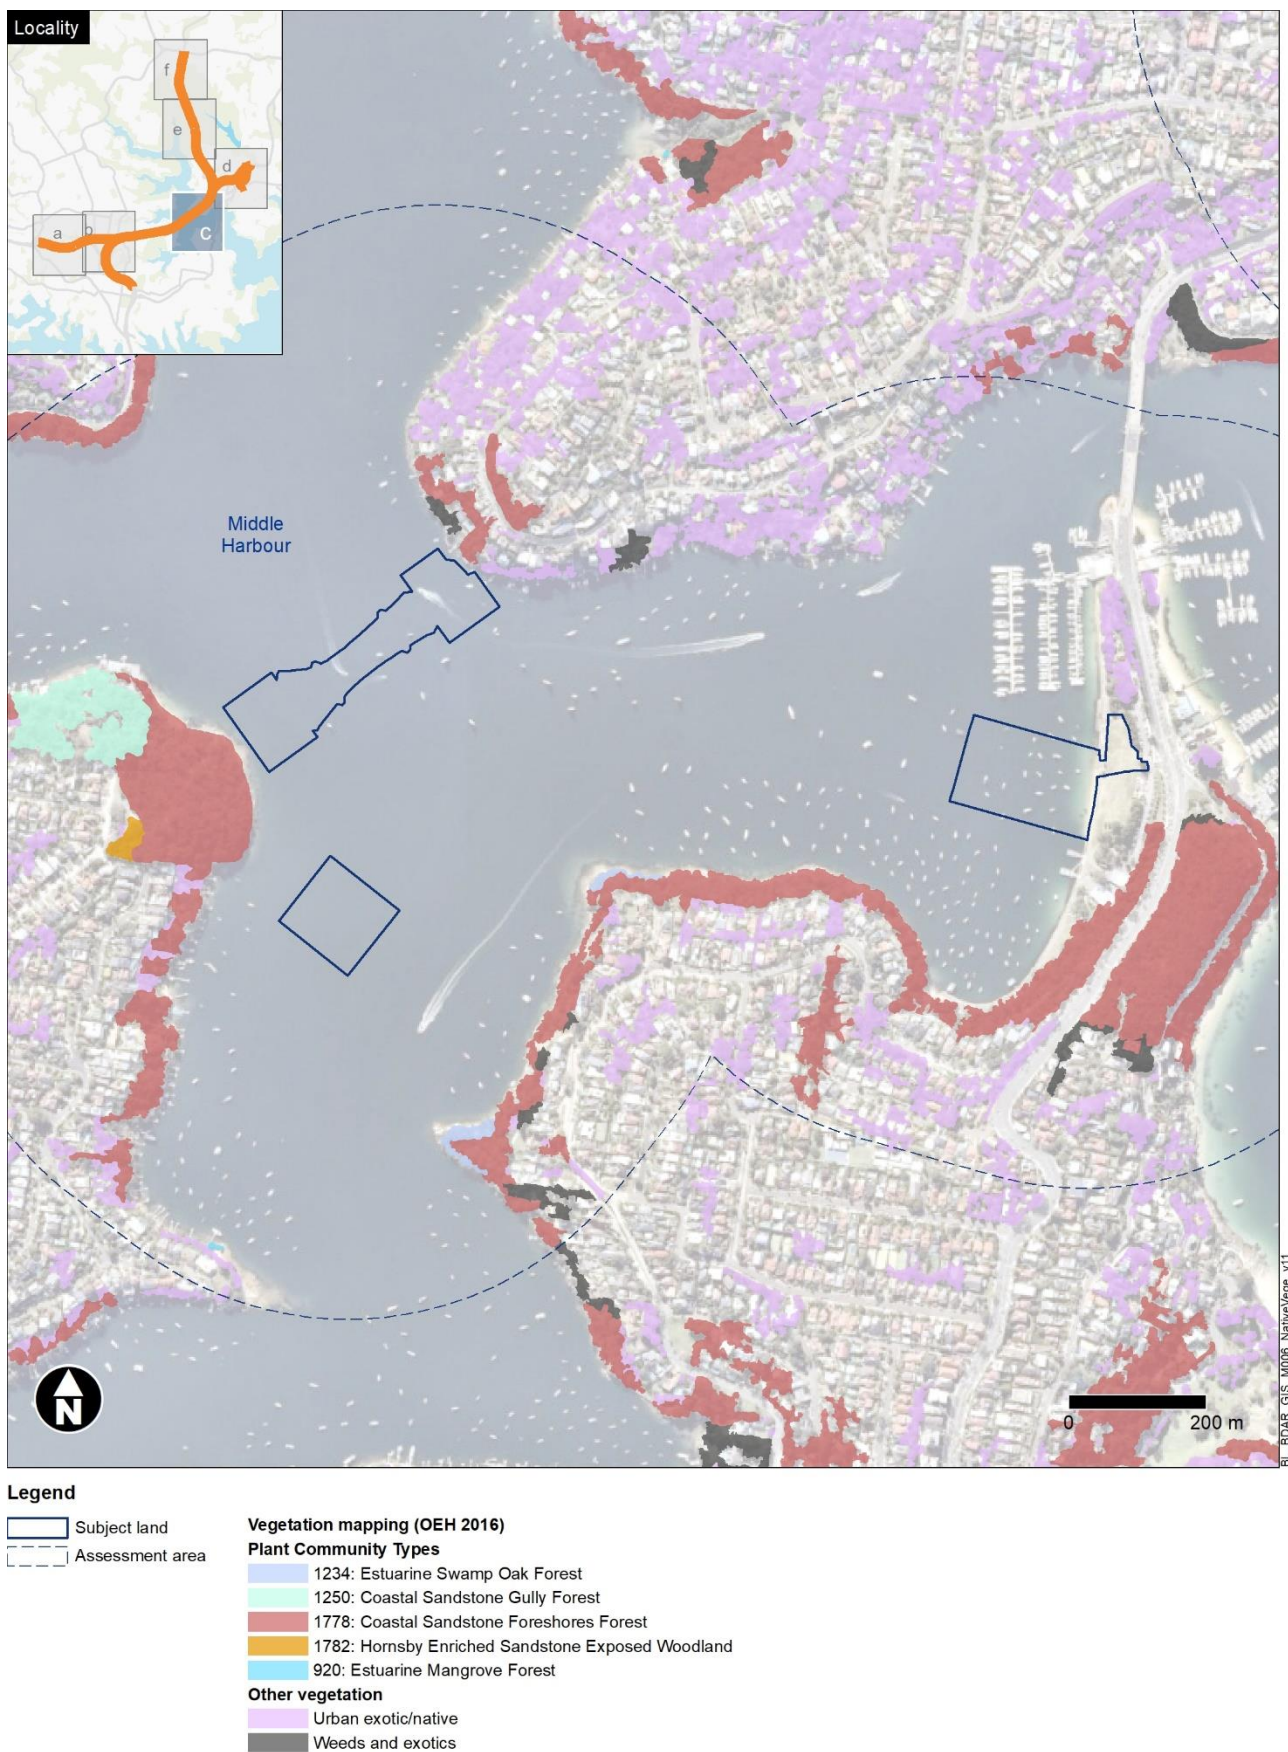 Locality
f
e
d
a
b
C
Middle
Harbour
N
0
200 m
BL_BDAR_GIS_M006_NativeVege_v11
Legend
Subject land
Assessment area
Vegetation mapping (OEH 2016)
Plant Community Types
1234: Estuarine Swamp Oak Forest
1250: Coastal Sandstone Gully Forest
1778: Coastal Sandstone Foreshores Forest
1782: Hornsby Enriched Sandstone Exposed Woodland
920: Estuarine Mangrove Forest
Other vegetation
Urban exotic/native
Weeds and exotics